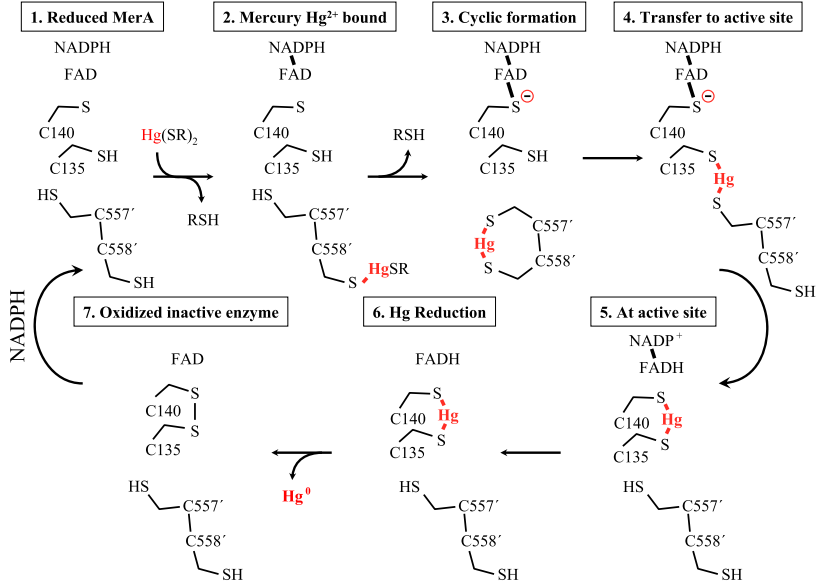 1. Reduced MerA
2. Mercury Hg²⁺ bound
3. Cyclic formation
4. Transfer to active site
NADPH
FAD
S
C140
SH
C135
HS
C557′
C558′
SH
Hg(SR)₂
RSH
NADPH
FAD
S
C140
SH
C135
HS
C557′
C558′
S
HgSR
RSH
NADPH
FAD
S⊖
C140
SH
C135
S
Hg
S
C557′
C558′
NADPH
FAD
S⊖
C140
S
C135
Hg
S
C557′
C558′
SH
5. At active site
NADP⁺
FADH
S
C140
Hg
S
C135
HS
C557′
C558′
SH
6. Hg Reduction
FADH
S
C140
Hg
S
C135
HS
C557′
C558′
SH
Hg⁰
7. Oxidized inactive enzyme
FAD
S
C140
S
C135
HS
C557′
C558′
SH
NADPH